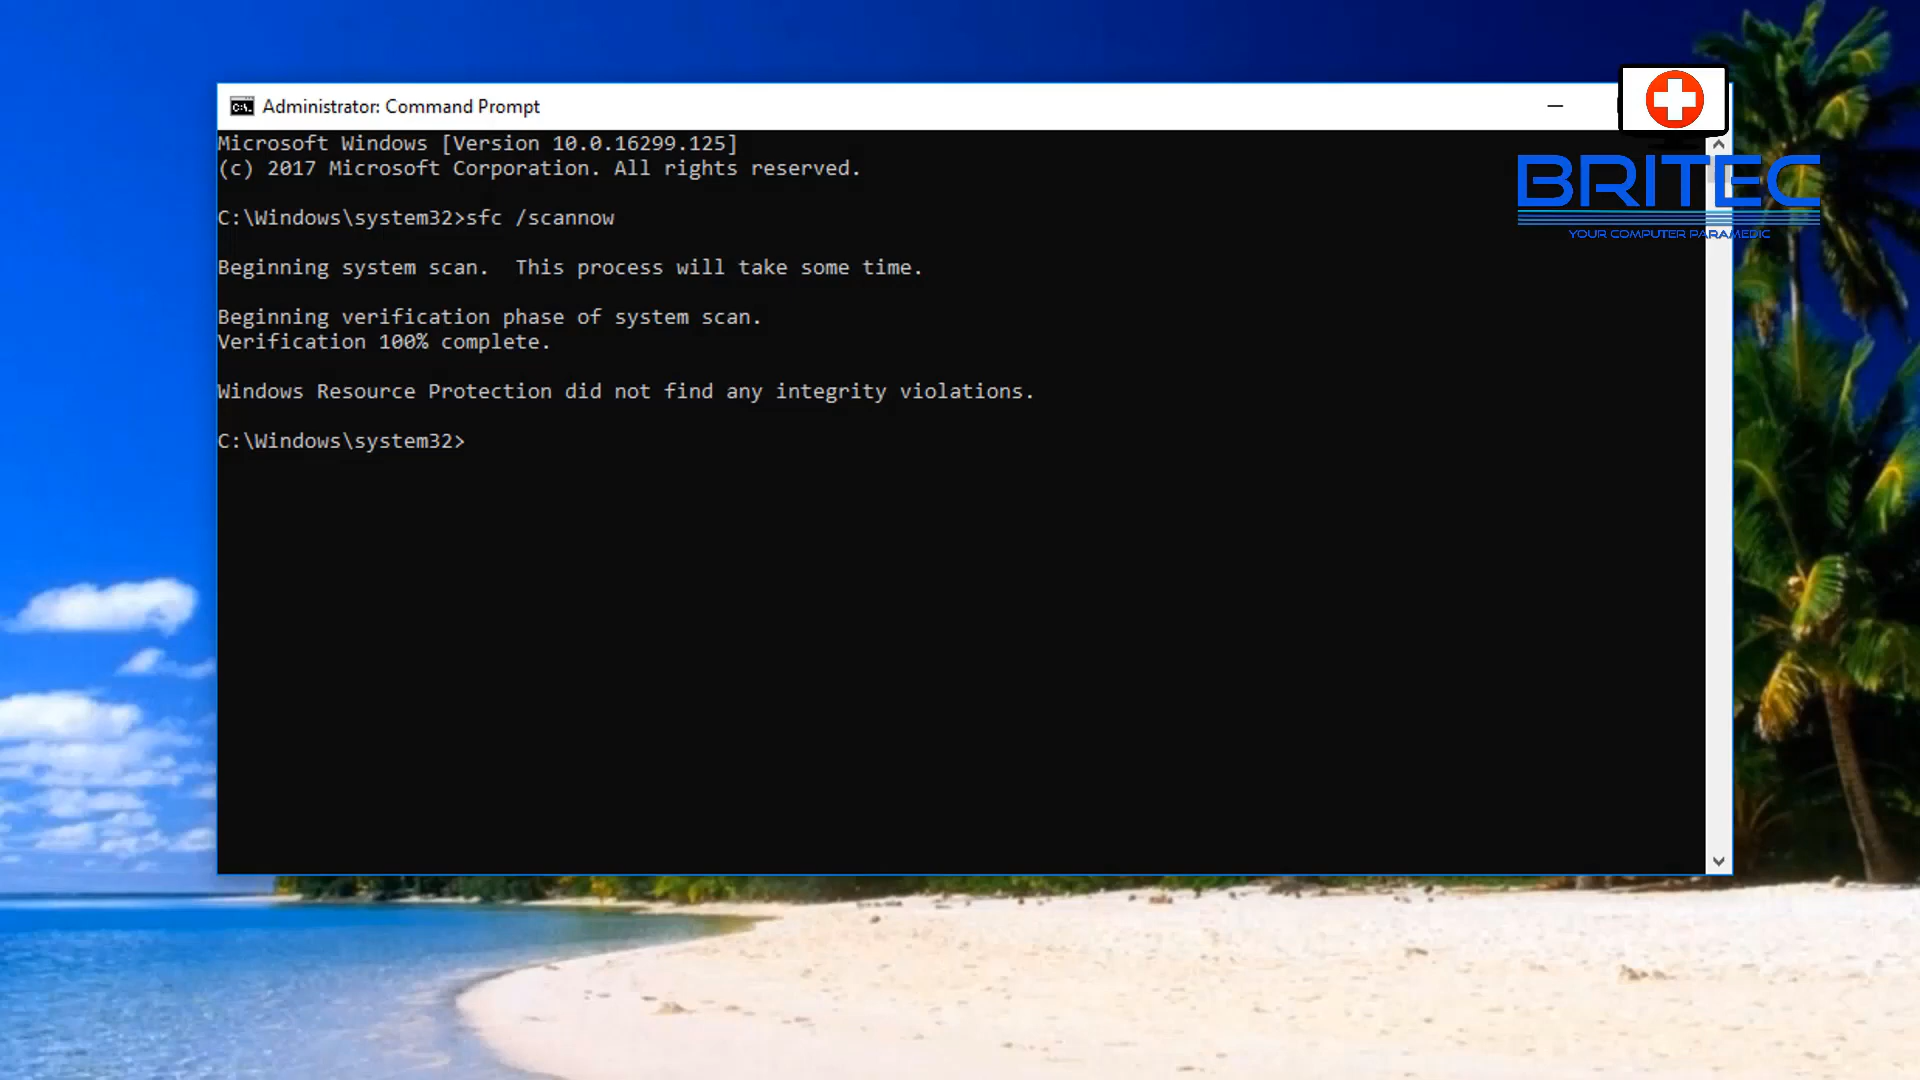 Administrator: Command Prompt
Microsoft Windows [Version 10.0.16299.125]
(c) 2017 Microsoft Corporation. All rights reserved.
C:\Windows\system32>sfc /scannow
Beginning system scan.  This process will take some time.
Beginning verification phase of system scan.
Verification 100% complete.
Windows Resource Protection did not find any integrity violations.
C:\Windows\system32>
BRITEC
YOUR COMPUTER PARAMEDIC